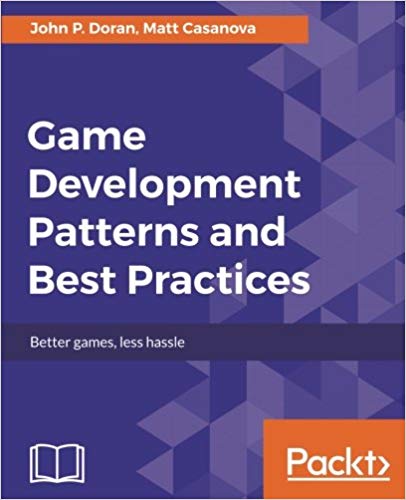 John P. Doran, Matt Casanova
Game
Development
Patterns and
Best Practices
Better games, less hassle
Packt>